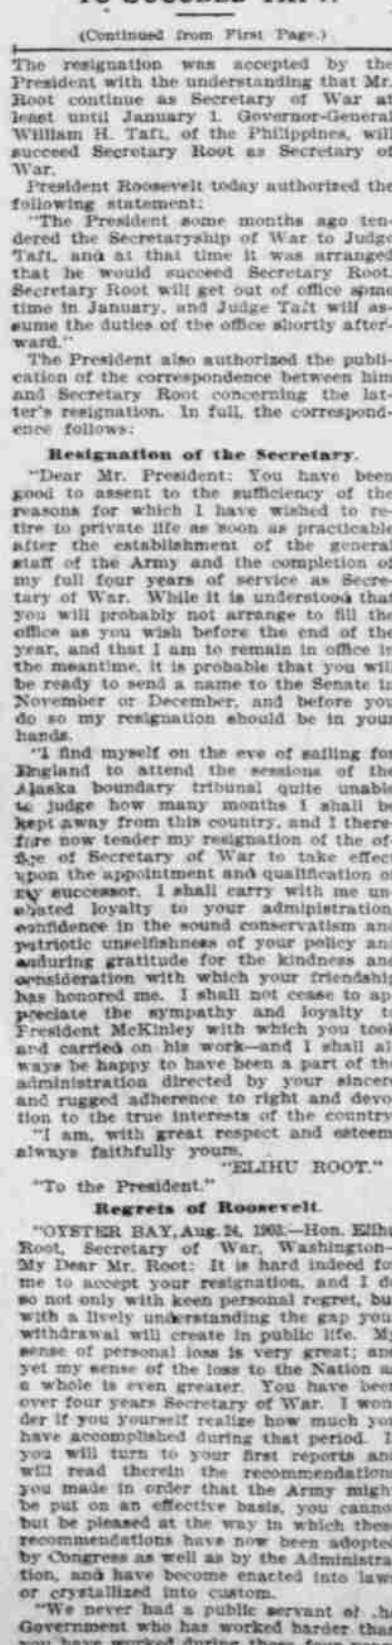 (Continued from First Page.)
The resignation was accepted by the
President with the understanding that Mr.
Root continue as Secretary of War at
least until January 1. Governor-General
William H. Taft, of the Philippines, will
succeed Secretary Root as Secretary of
War.
President Roosevelt today authorized the
following statement:
"The President some months ago ten-
dered the Secretaryship of War to Judge
Taft, and at that time it was arranged
that he would succeed Secretary Root.
Secretary Root will get out of office some
time in January, and Judge Taft will as-
sume the duties of the office shortly after-
ward."
The President also authorized the publi-
cation of the correspondence between him
and Secretary Root concerning the lat-
ter's resignation. In full, the correspond-
ence follows:
Resignation of the Secretary.
"Dear Mr. President: You have been
good to assent to the sufficiency of the
reasons for which I have wished to re-
tire to private life as soon as practicable
after the establishment of the general
staff of the Army and the completion of
my full four years of service as Secre-
tary of War. While it is understood that
you will probably not arrange to fill the
office as you wish before the end of the
year, and that I am to remain in office in
the meantime, it is probable that you will
be ready to send a name to the Senate in
November or December, and before you
do so my resignation should be in your
hands.
"I find myself on the eve of sailing for
England to attend the sessions of the
Alaska boundary tribunal quite unable
to judge how many months I shall be
kept away from this country, and I there-
fore now tender my resignation of the of-
fice of Secretary of War to take effect
upon the appointment and qualification of
my successor. I shall carry with me un-
abated loyalty to your administration,
confidence in the sound conservatism and
patriotic unselfishness of your policy and
enduring gratitude for the kindness and
consideration with which your friendship
has honored me. I shall not cease to ap-
preciate the sympathy and loyalty to
President McKinley with which you took
and carried on his work—and I shall al-
ways be happy to have been a part of the
administration directed by your sincere
and rugged adherence to right and devo-
tion to the true interests of the country.
"I am, with great respect and esteem,
always faithfully yours,
"ELIHU ROOT."
"To the President."
Regrets of Roosevelt.
"OYSTER BAY, Aug. 24, 1903.—Hon. Elihu
Root, Secretary of War, Washington—
My Dear Mr. Root: It is hard indeed for
me to accept your resignation, and I do
so not only with keen personal regret, but
with a lively understanding the gap your
withdrawal will create in public life. My
sense of personal loss is very great; and
yet my sense of the loss to the Nation as
a whole is even greater. You have been
over four years Secretary of War. I won-
der if you yourself realize how much you
have accomplished during that period. If
you will turn to your first reports and
will read therein the recommendations
you made in order that the Army might
be put on an effective basis, you cannot
but be pleased at the way in which these
recommendations have now been adopted
by Congress as well as by the Administra-
tion, and have become enacted into laws
or crystallized into custom.
"We never had a public servant of the
Government who has worked harder than
you have worked during